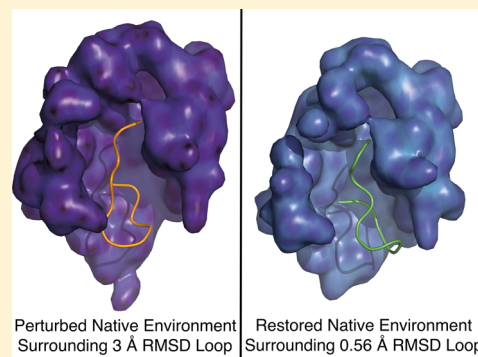 Perturbed Native Environment
Surrounding 3 Å RMSD Loop
Restored Native Environment
Surrounding 0.56 Å RMSD Loop